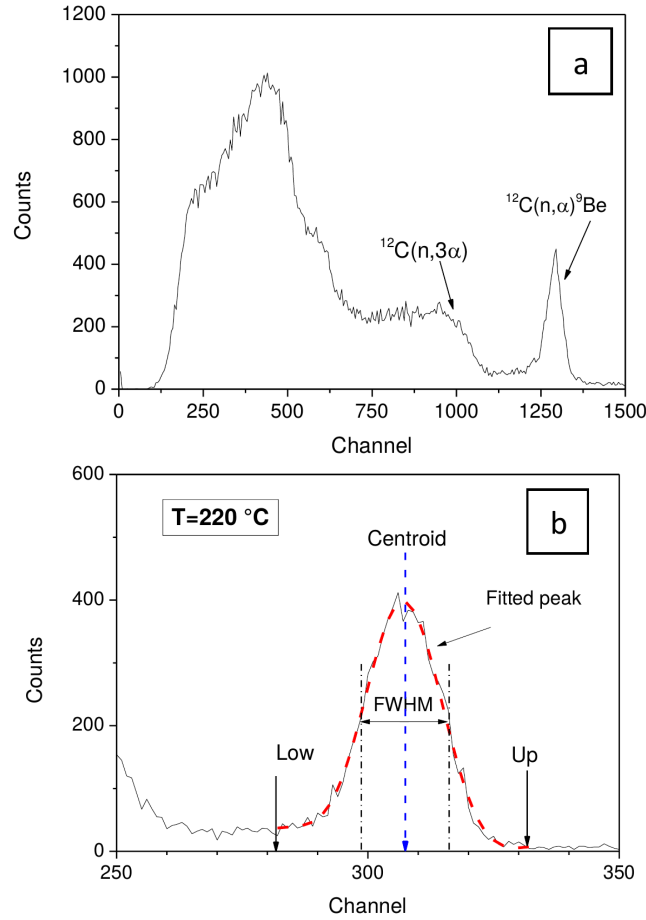 1200
a
1000
800
¹²C(n,α)⁹Be
600
Counts
¹²C(n,3α)
400
200
0
0 250 500 750 1000 1250 1500
Channel
600
T=220 °C
b
Centroid
Fitted peak
400
Counts
FWHM
200
Low
Up
0
250 300 350
Channel